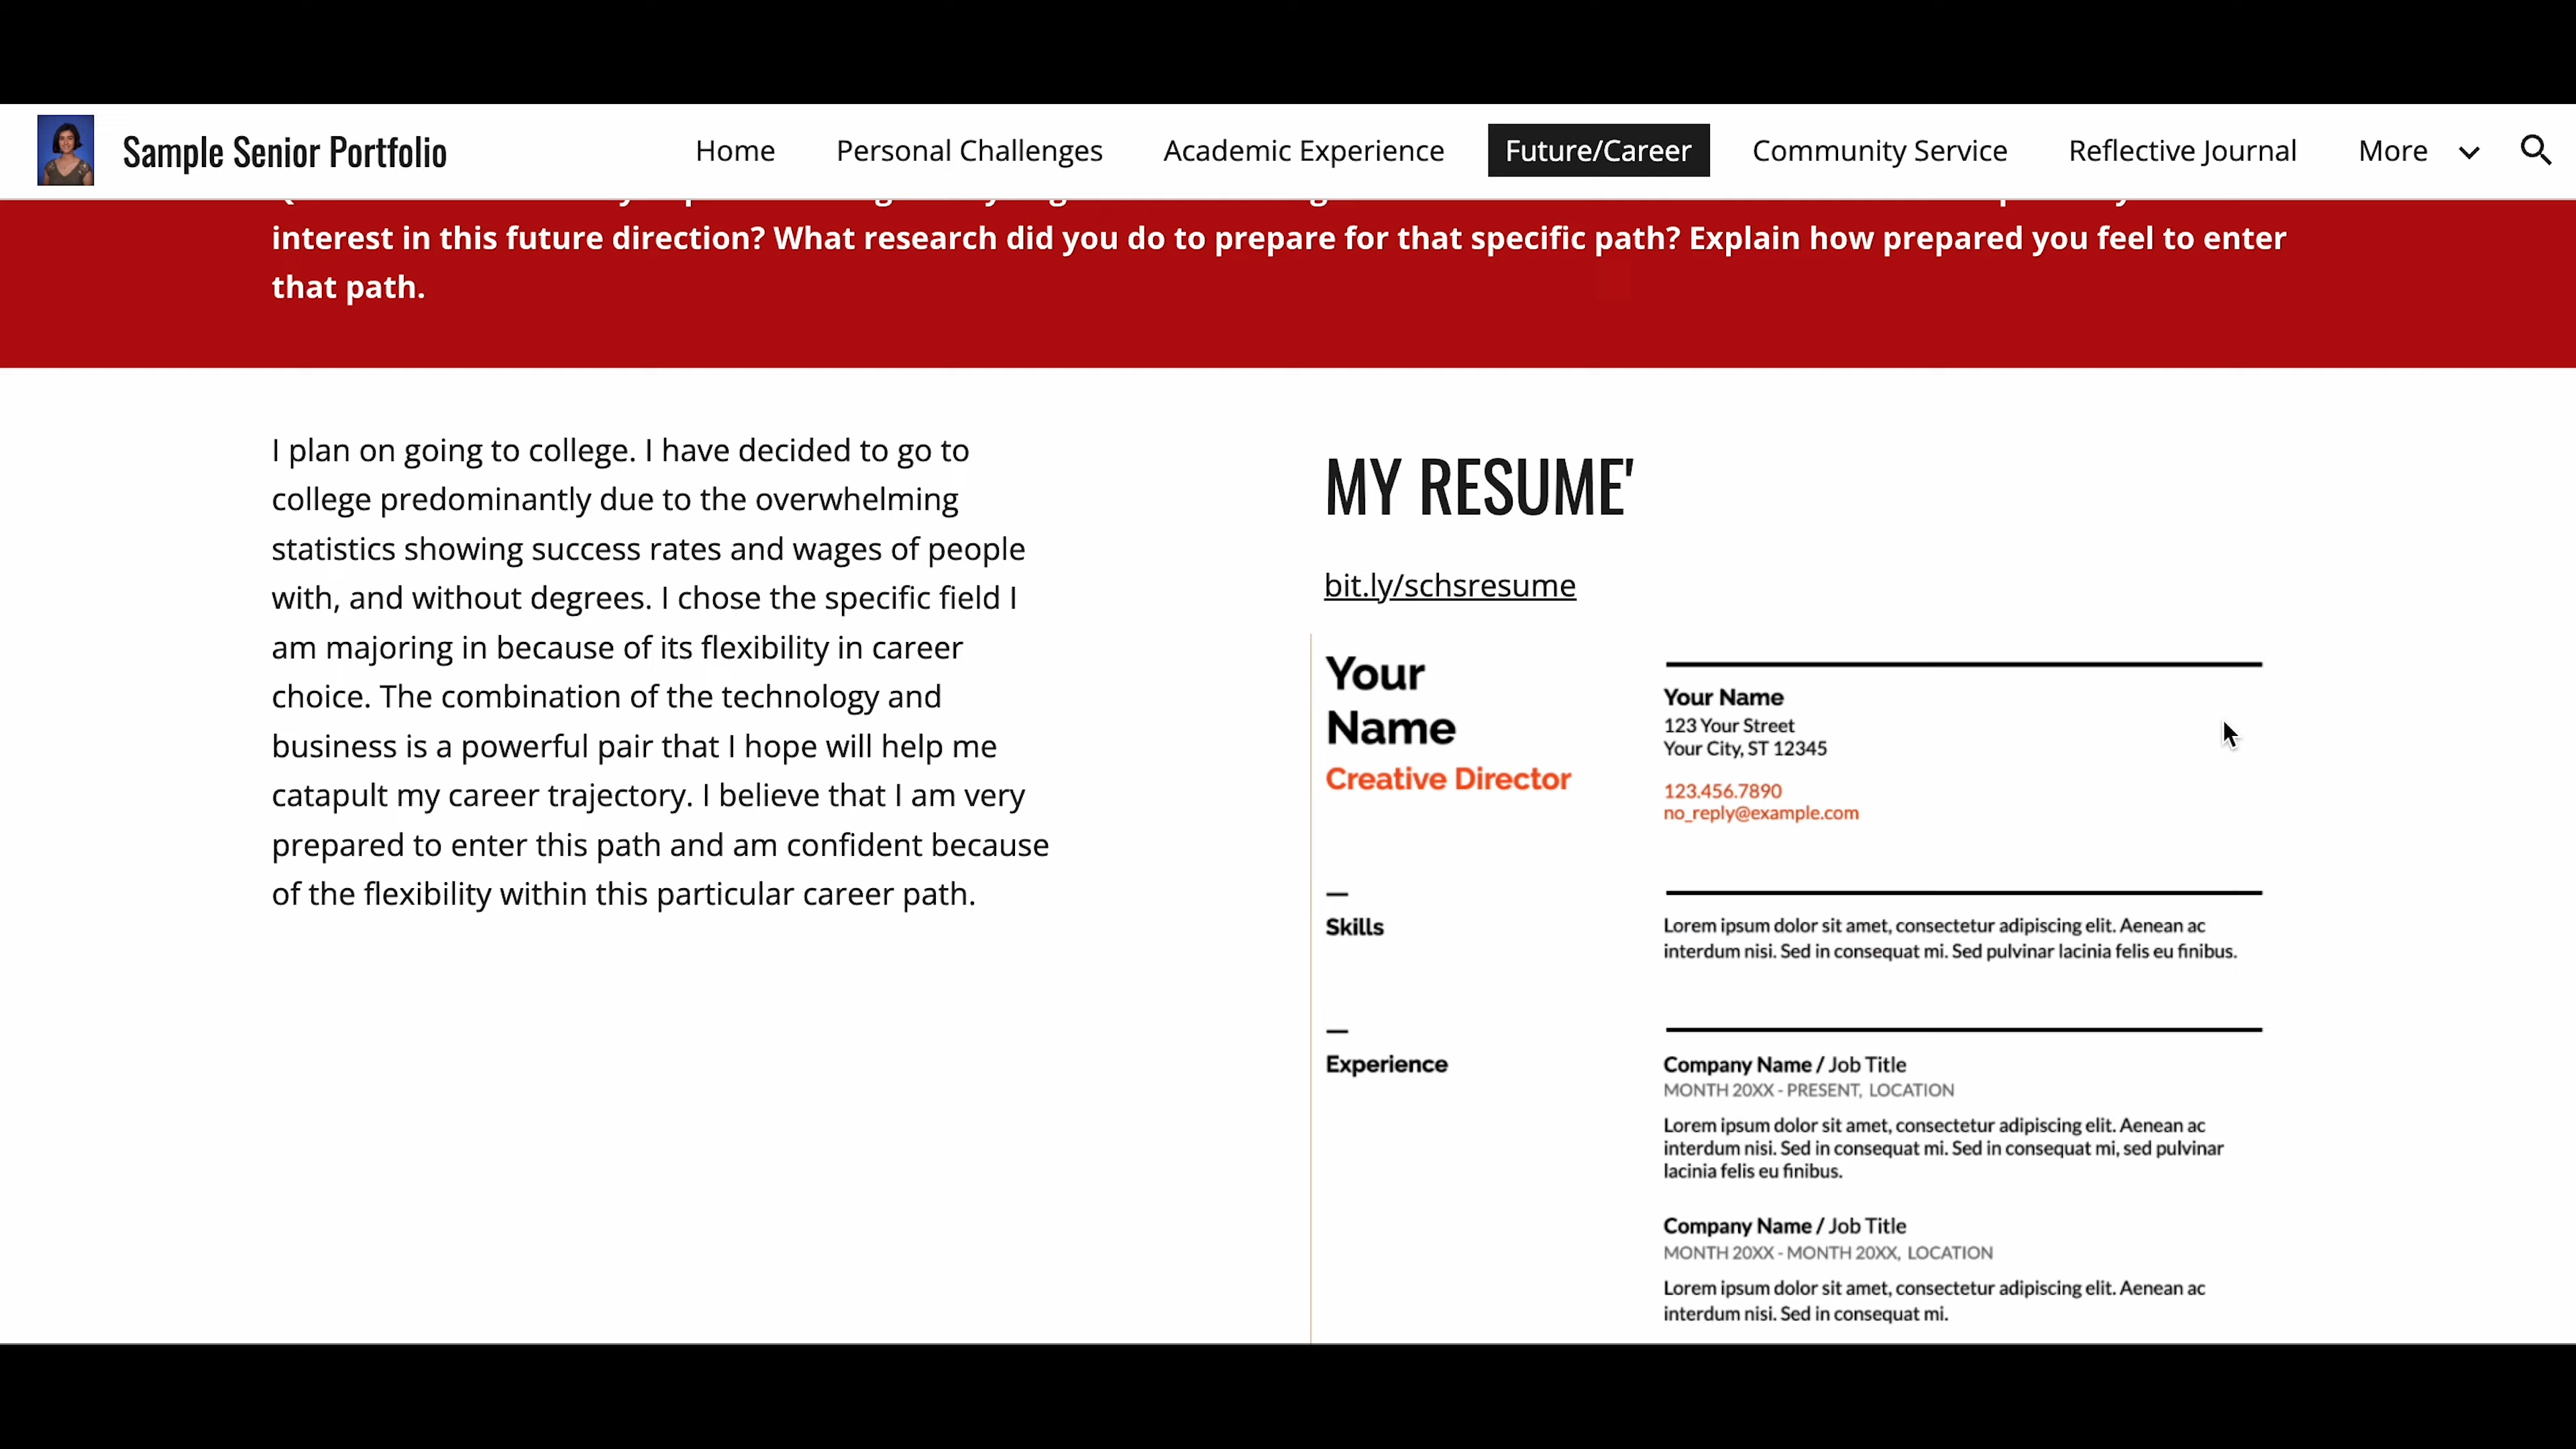 Sample Senior Portfolio
Home
Personal Challenges
Academic Experience
Future/Career
Community Service
Reflective Journal
More
interest in this future direction? What research did you do to prepare for that specific path? Explain how prepared you feel to enter
that path.
I plan on going to college. I have decided to go to
college predominantly due to the overwhelming
statistics showing success rates and wages of people
with, and without degrees. I chose the specific field I
am majoring in because of its flexibility in career
choice. The combination of the technology and
business is a powerful pair that I hope will help me
catapult my career trajectory. I believe that I am very
prepared to enter this path and am confident because
of the flexibility within this particular career path.
MY RESUME'
bit.ly/schsresume
Your
Name
Creative Director
Your Name
123 Your Street
Your City, ST 12345
123.456.7890
no_reply@example.com
—
Skills
Lorem ipsum dolor sit amet, consectetur adipiscing elit. Aenean ac
interdum nisi. Sed in consequat mi. Sed pulvinar lacinia felis eu finibus.
—
Experience
Company Name / Job Title
MONTH 20XX - PRESENT, LOCATION
Lorem ipsum dolor sit amet, consectetur adipiscing elit. Aenean ac
interdum nisi. Sed in consequat mi. Sed in consequat mi, sed pulvinar
lacinia felis eu finibus.
Company Name / Job Title
MONTH 20XX - MONTH 20XX, LOCATION
Lorem ipsum dolor sit amet, consectetur adipiscing elit. Aenean ac
interdum nisi. Sed in consequat mi.